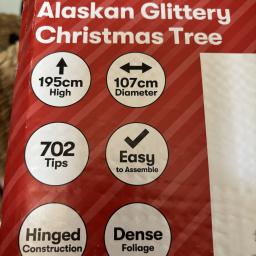 Alaskan Glittery
Christmas Tree
195cm
High
107cm
Diameter
702
Tips
Easy
to Assemble
Hinged
Construction
Dense
Foliage